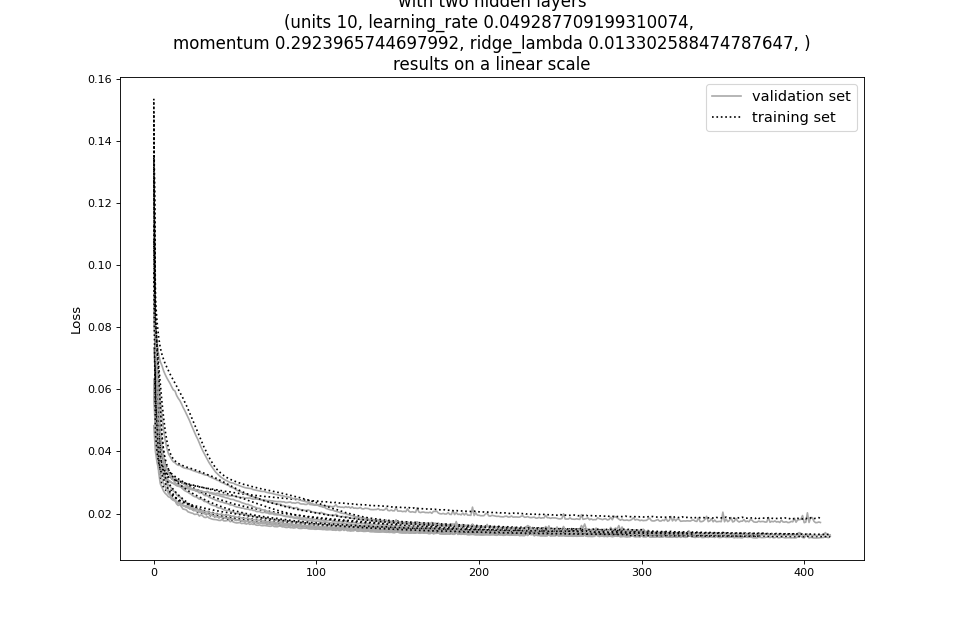 with two hidden layers
(units 10, learning_rate 0.049287709199310074,
momentum 0.2923965744697992, ridge_lambda 0.013302588474787647, )
results on a linear scale
validation set
training set
Loss
0.16
0.14
0.12
0.10
0.08
0.06
0.04
0.02
0
100
200
300
400